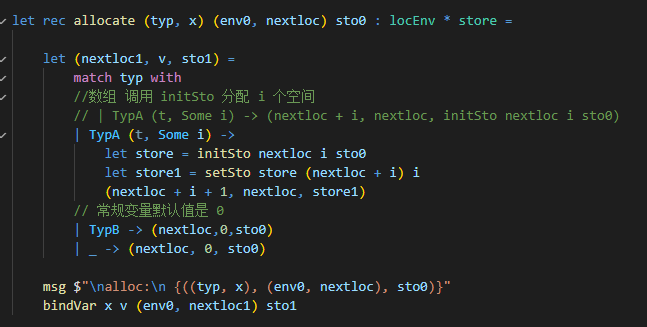 let rec allocate (typ, x) (env0, nextloc) sto0 : locEnv * store =
let (nextloc1, v, sto1) =
match typ with
//数组 调用 initSto 分配 i 个空间
// | TypA (t, Some i) -> (nextloc + i, nextloc, initSto nextloc i sto0)
| TypA (t, Some i) ->
let store = initSto nextloc i sto0
let store1 = setSto store (nextloc + i) i
(nextloc + i + 1, nextloc, store1)
// 常规变量默认值是 0
| TypB -> (nextloc,0,sto0)
| _ -> (nextloc, 0, sto0)
msg $"\nalloc:\n {((typ, x), (env0, nextloc), sto0)}"
bindVar x v (env0, nextloc1) sto1